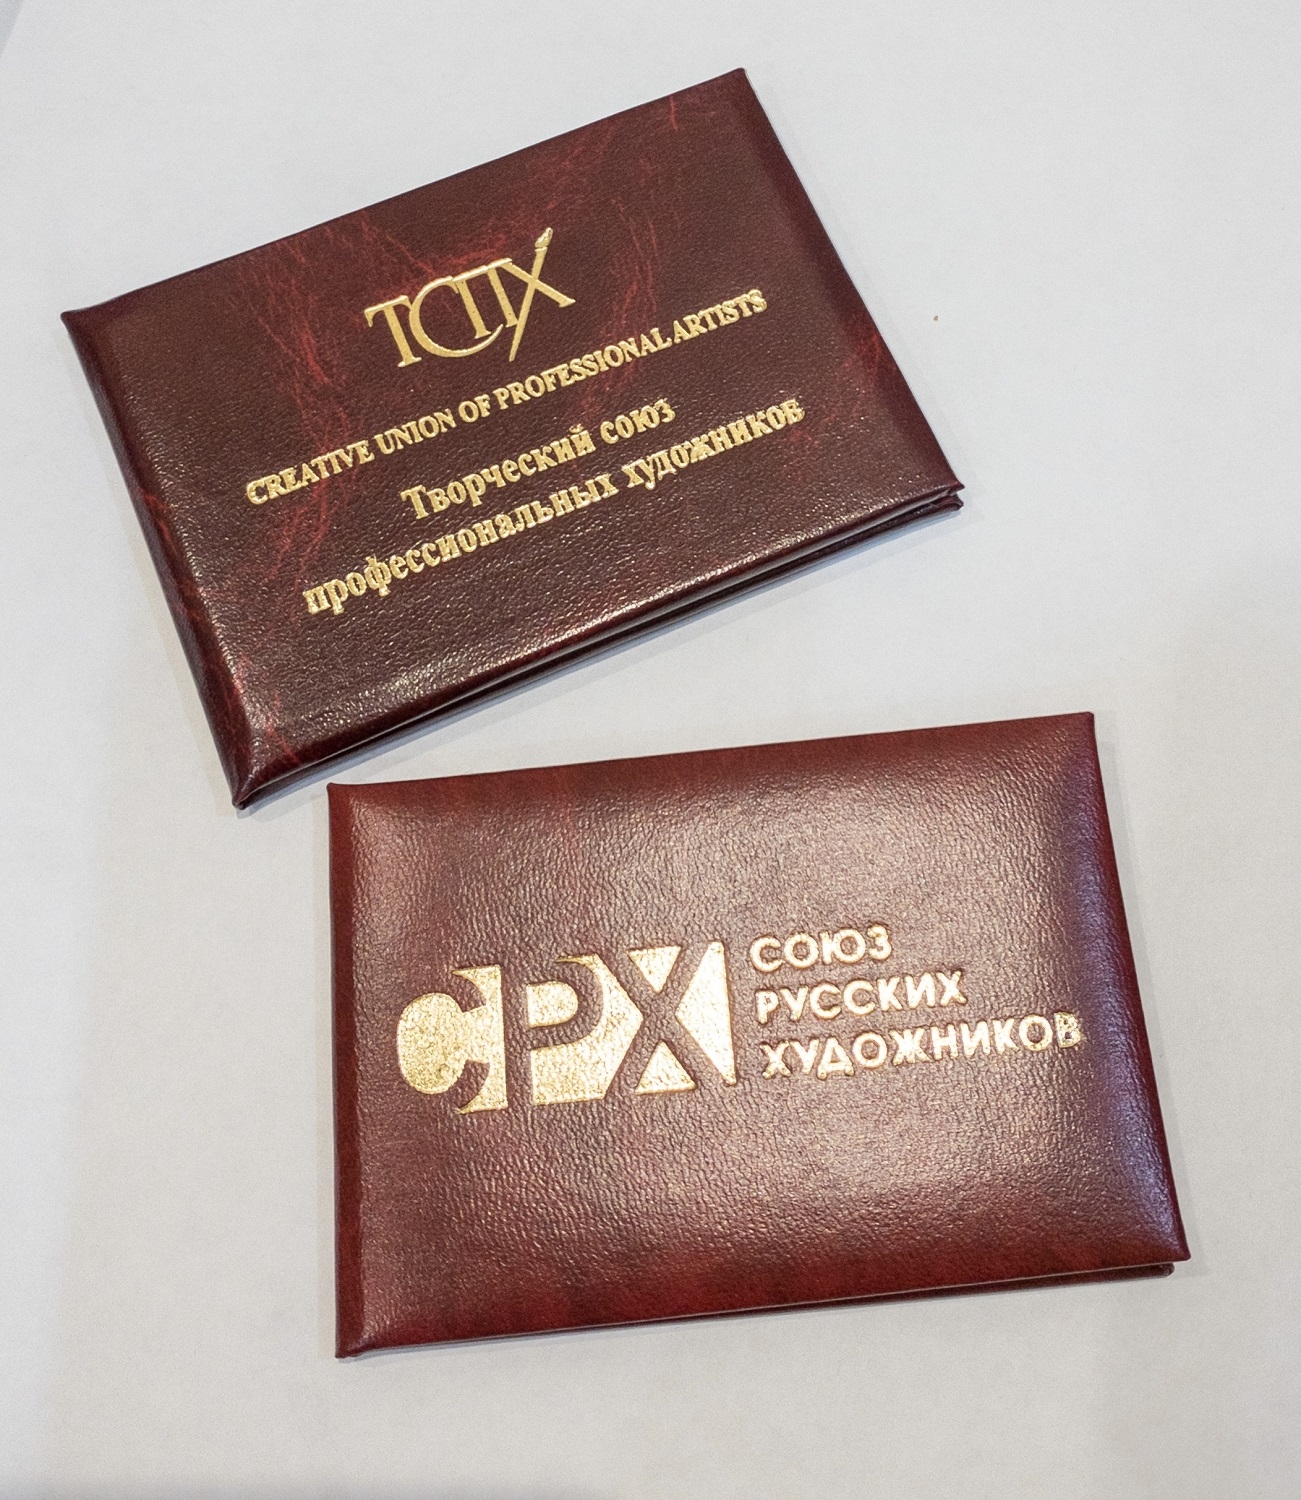 ТСПХ
CREATIVE UNION OF PROFESSIONAL ARTISTS
Творческий союз
профессиональных художников
СРХ
СОЮЗ
РУССКИХ
ХУДОЖНИКОВ